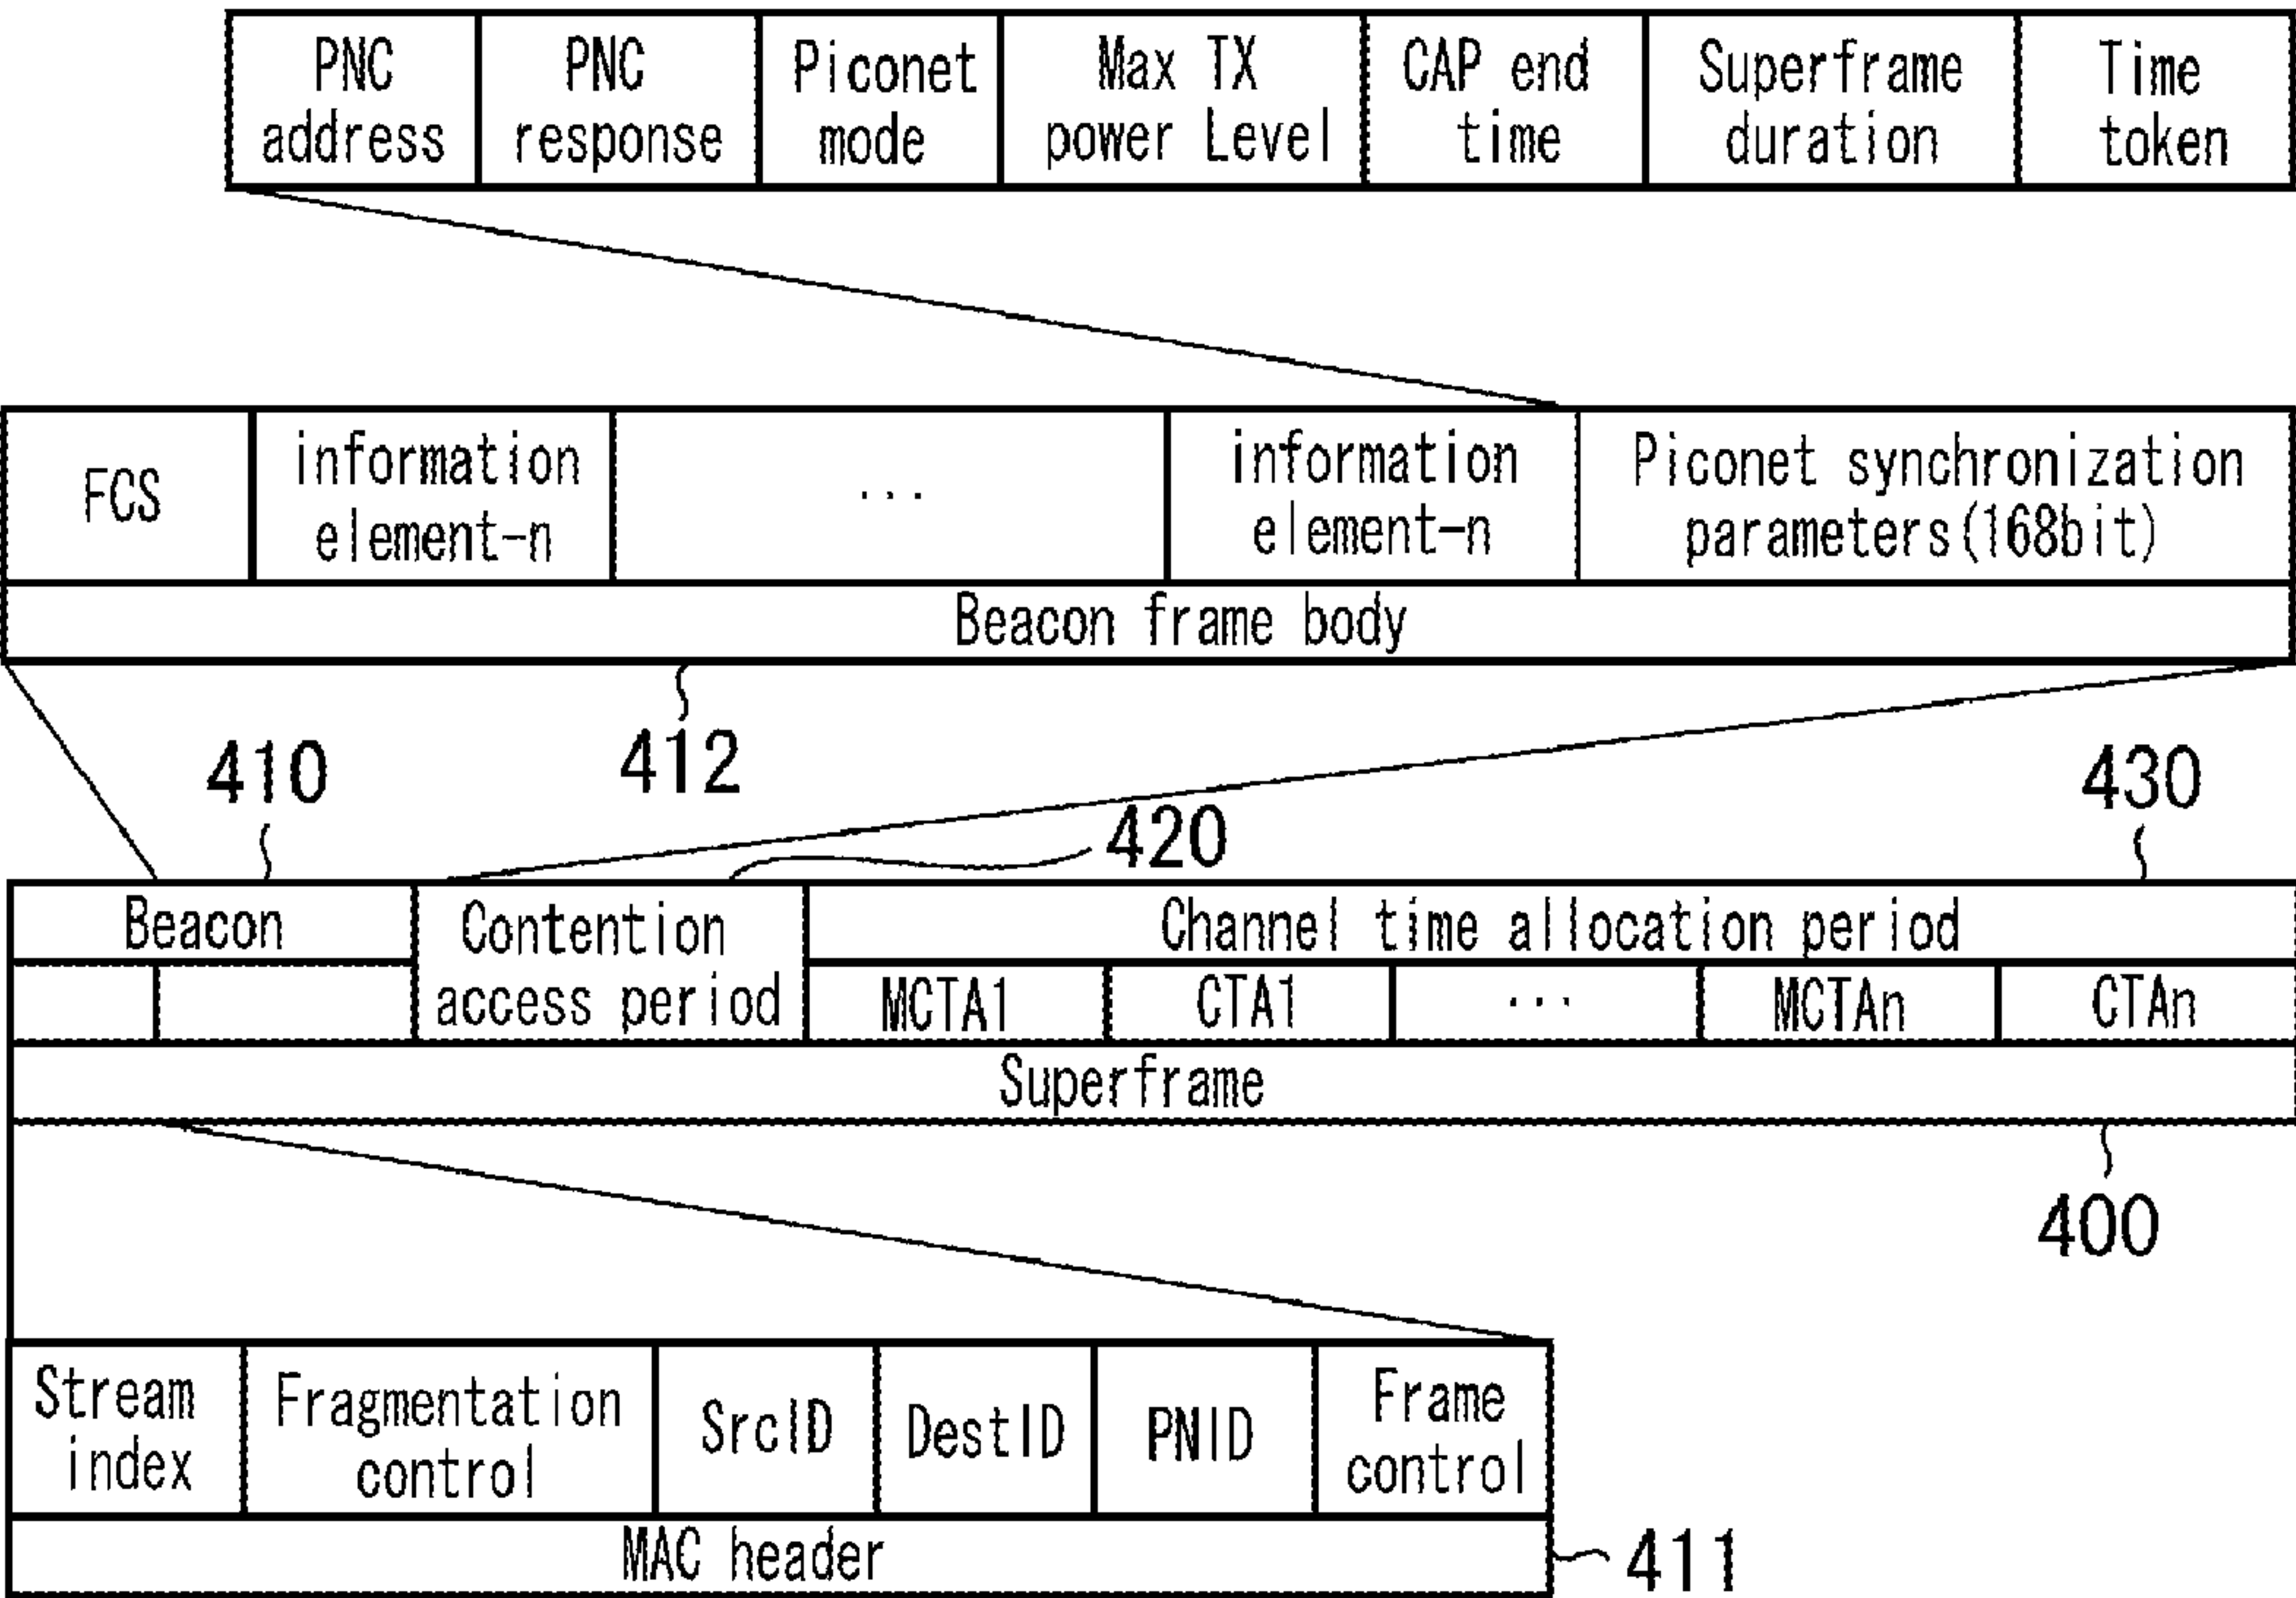 PNC address
PNC response
Piconet mode
Max TX power Level
CAP end time
Superframe duration
Time token
FCS
information element-n
...
information element-n
Piconet synchronization parameters(168bit)
Beacon frame body
410
412
420
430
Beacon
Contention access period
Channel time allocation period
MCTA1
CTA1
...
MCTAn
CTAn
Superframe
400
Stream index
Fragmentation control
SrcID
DestID
PNID
Frame control
MAC header
411